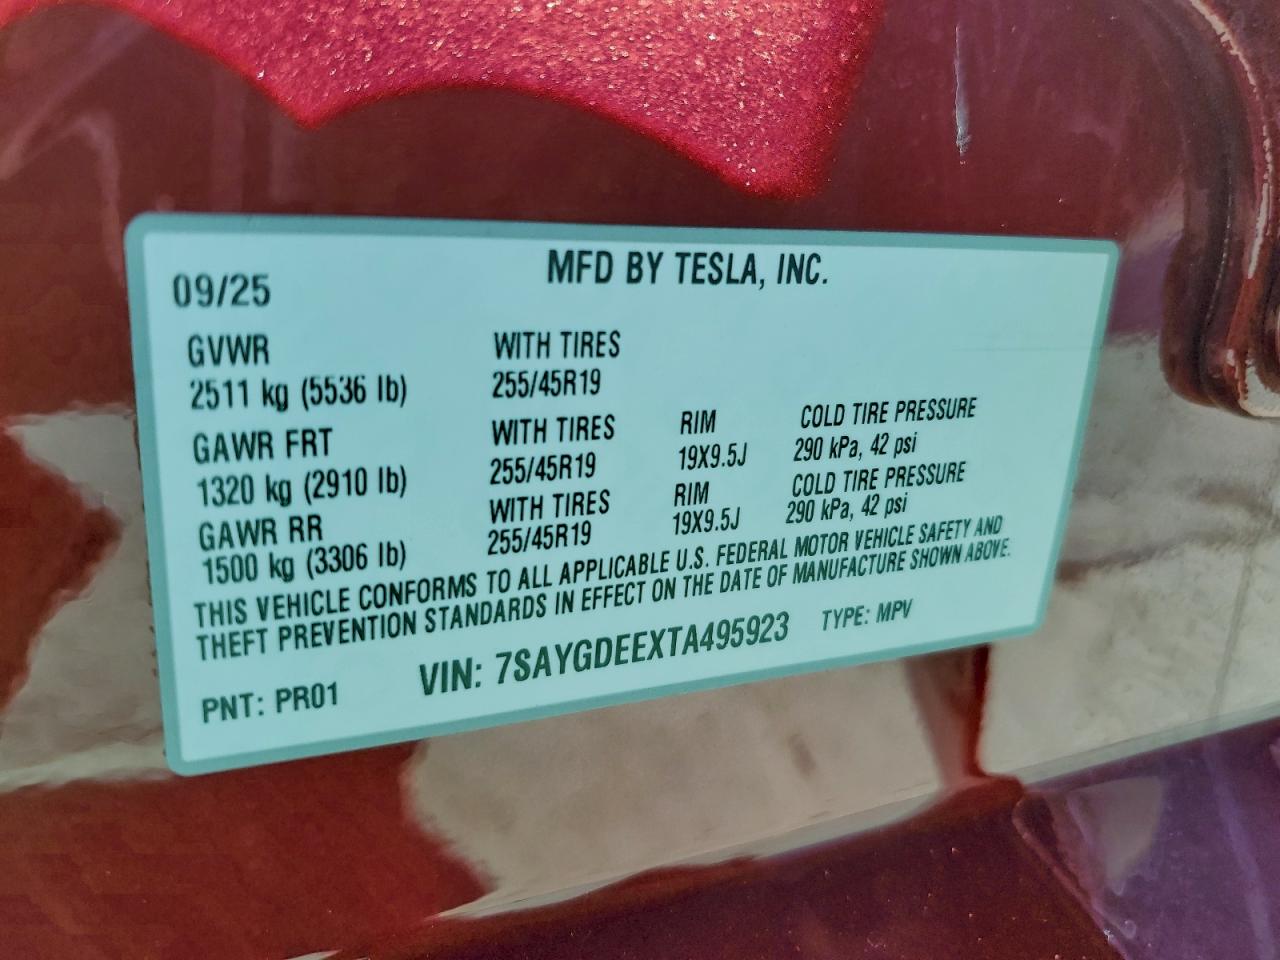 MFD BY TESLA, INC.
09/25
GVWR WITH TIRES
2511 kg (5536 lb) 255/45R19
GAWR FRT WITH TIRES RIM COLD TIRE PRESSURE
1320 kg (2910 lb) 255/45R19 19X9.5J 290 kPa, 42 psi
GAWR RR WITH TIRES RIM COLD TIRE PRESSURE
1500 kg (3306 lb) 255/45R19 19X9.5J 290 kPa, 42 psi
THIS VEHICLE CONFORMS TO ALL APPLICABLE U.S. FEDERAL MOTOR VEHICLE SAFETY AND
THEFT PREVENTION STANDARDS IN EFFECT ON THE DATE OF MANUFACTURE SHOWN ABOVE.
PNT: PR01 VIN: 7SAYGDEEXTA495923 TYPE: MPV